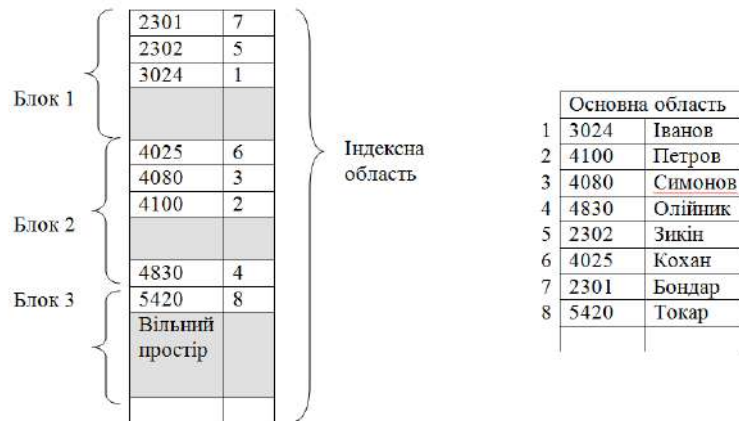 2301 7
2302 5
3024 1
Блок 1
4025 6
4080 3
4100 2
Блок 2
4830 4
Блок 3
5420 8
Вільний
простір
Індексна
область
Основна область
1 3024 Іванов
2 4100 Петров
3 4080 Симонов
4 4830 Олійник
5 2302 Зикін
6 4025 Кохан
7 2301 Бондар
8 5420 Токар